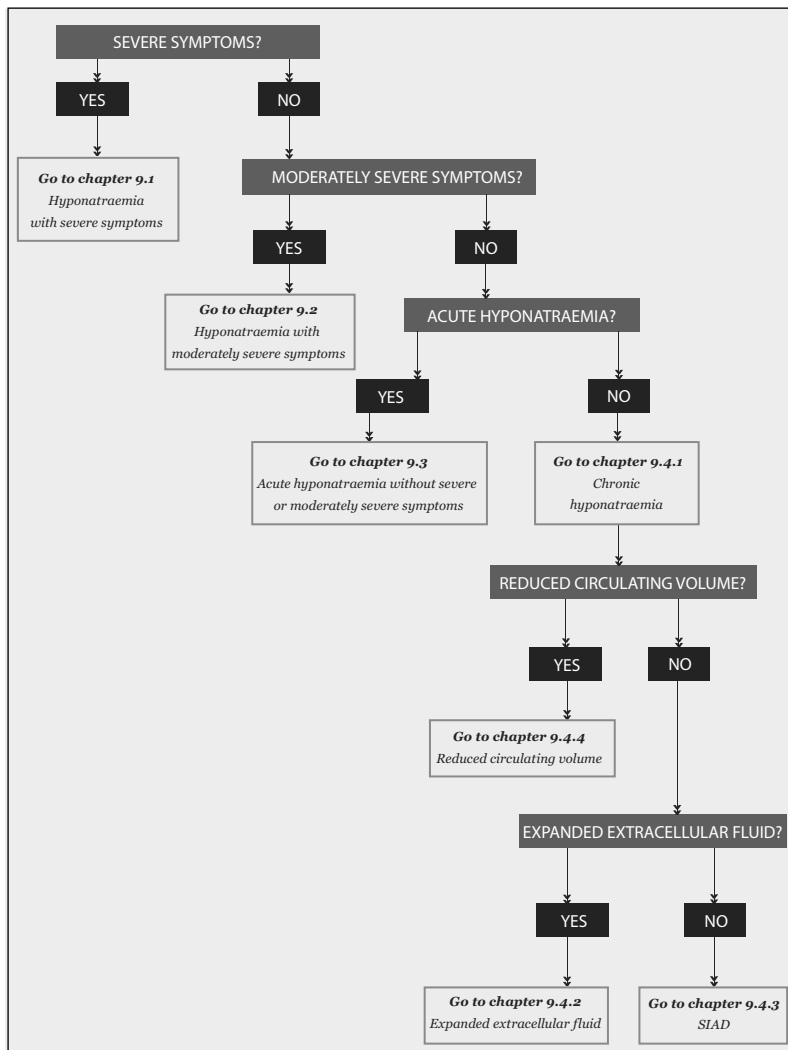 SEVERE SYMPTOMS?
YES
NO
Go to chapter 9.1
Hyponatraemia
with severe symptoms
MODERATELY SEVERE SYMPTOMS?
YES
NO
Go to chapter 9.2
Hyponatraemia with
moderately severe symptoms
ACUTE HYPONATRAEMIA?
YES
NO
Go to chapter 9.3
Acute hyponatraemia without severe
or moderately severe symptoms
Go to chapter 9.4.1
Chronic
hyponatraemia
REDUCED CIRCULATING VOLUME?
YES
NO
Go to chapter 9.4.4
Reduced circulating volume
EXPANDED EXTRACELLULAR FLUID?
YES
NO
Go to chapter 9.4.2
Expanded extracellular fluid
Go to chapter 9.4.3
SIAD